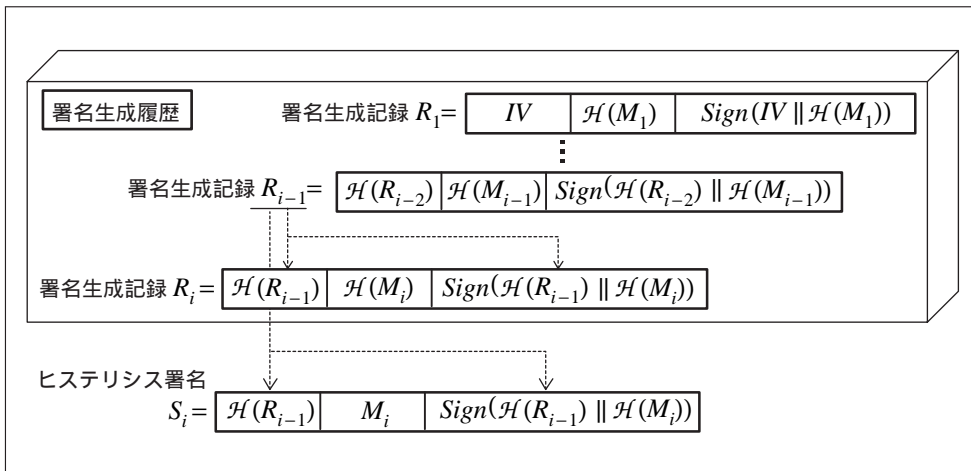 署名生成履歴
署名生成記録 R₁= IV ℋ(M₁) Sign(IV || ℋ(M₁))
⋮
署名生成記録 Rᵢ₋₁= ℋ(Rᵢ₋₂) ℋ(Mᵢ₋₁) Sign(ℋ(Rᵢ₋₂) || ℋ(Mᵢ₋₁))
署名生成記録 Rᵢ= ℋ(Rᵢ₋₁) ℋ(Mᵢ) Sign(ℋ(Rᵢ₋₁) || ℋ(Mᵢ))
ヒステリシス署名
Sᵢ= ℋ(Rᵢ₋₁) Mᵢ Sign(ℋ(Rᵢ₋₁) || ℋ(Mᵢ))